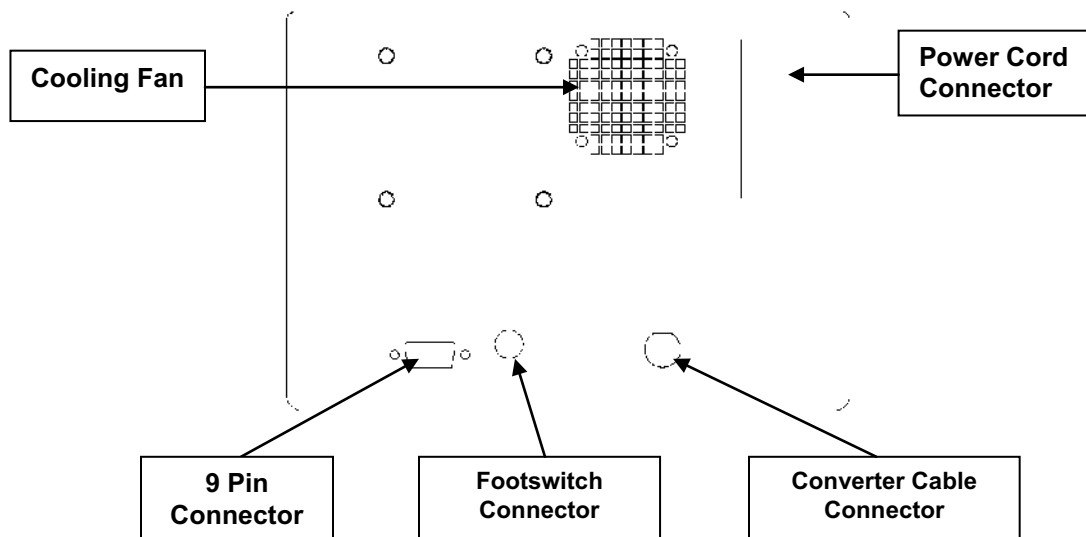 Cooling Fan
Power Cord
Connector
9 Pin
Connector
Footswitch
Connector
Converter Cable
Connector